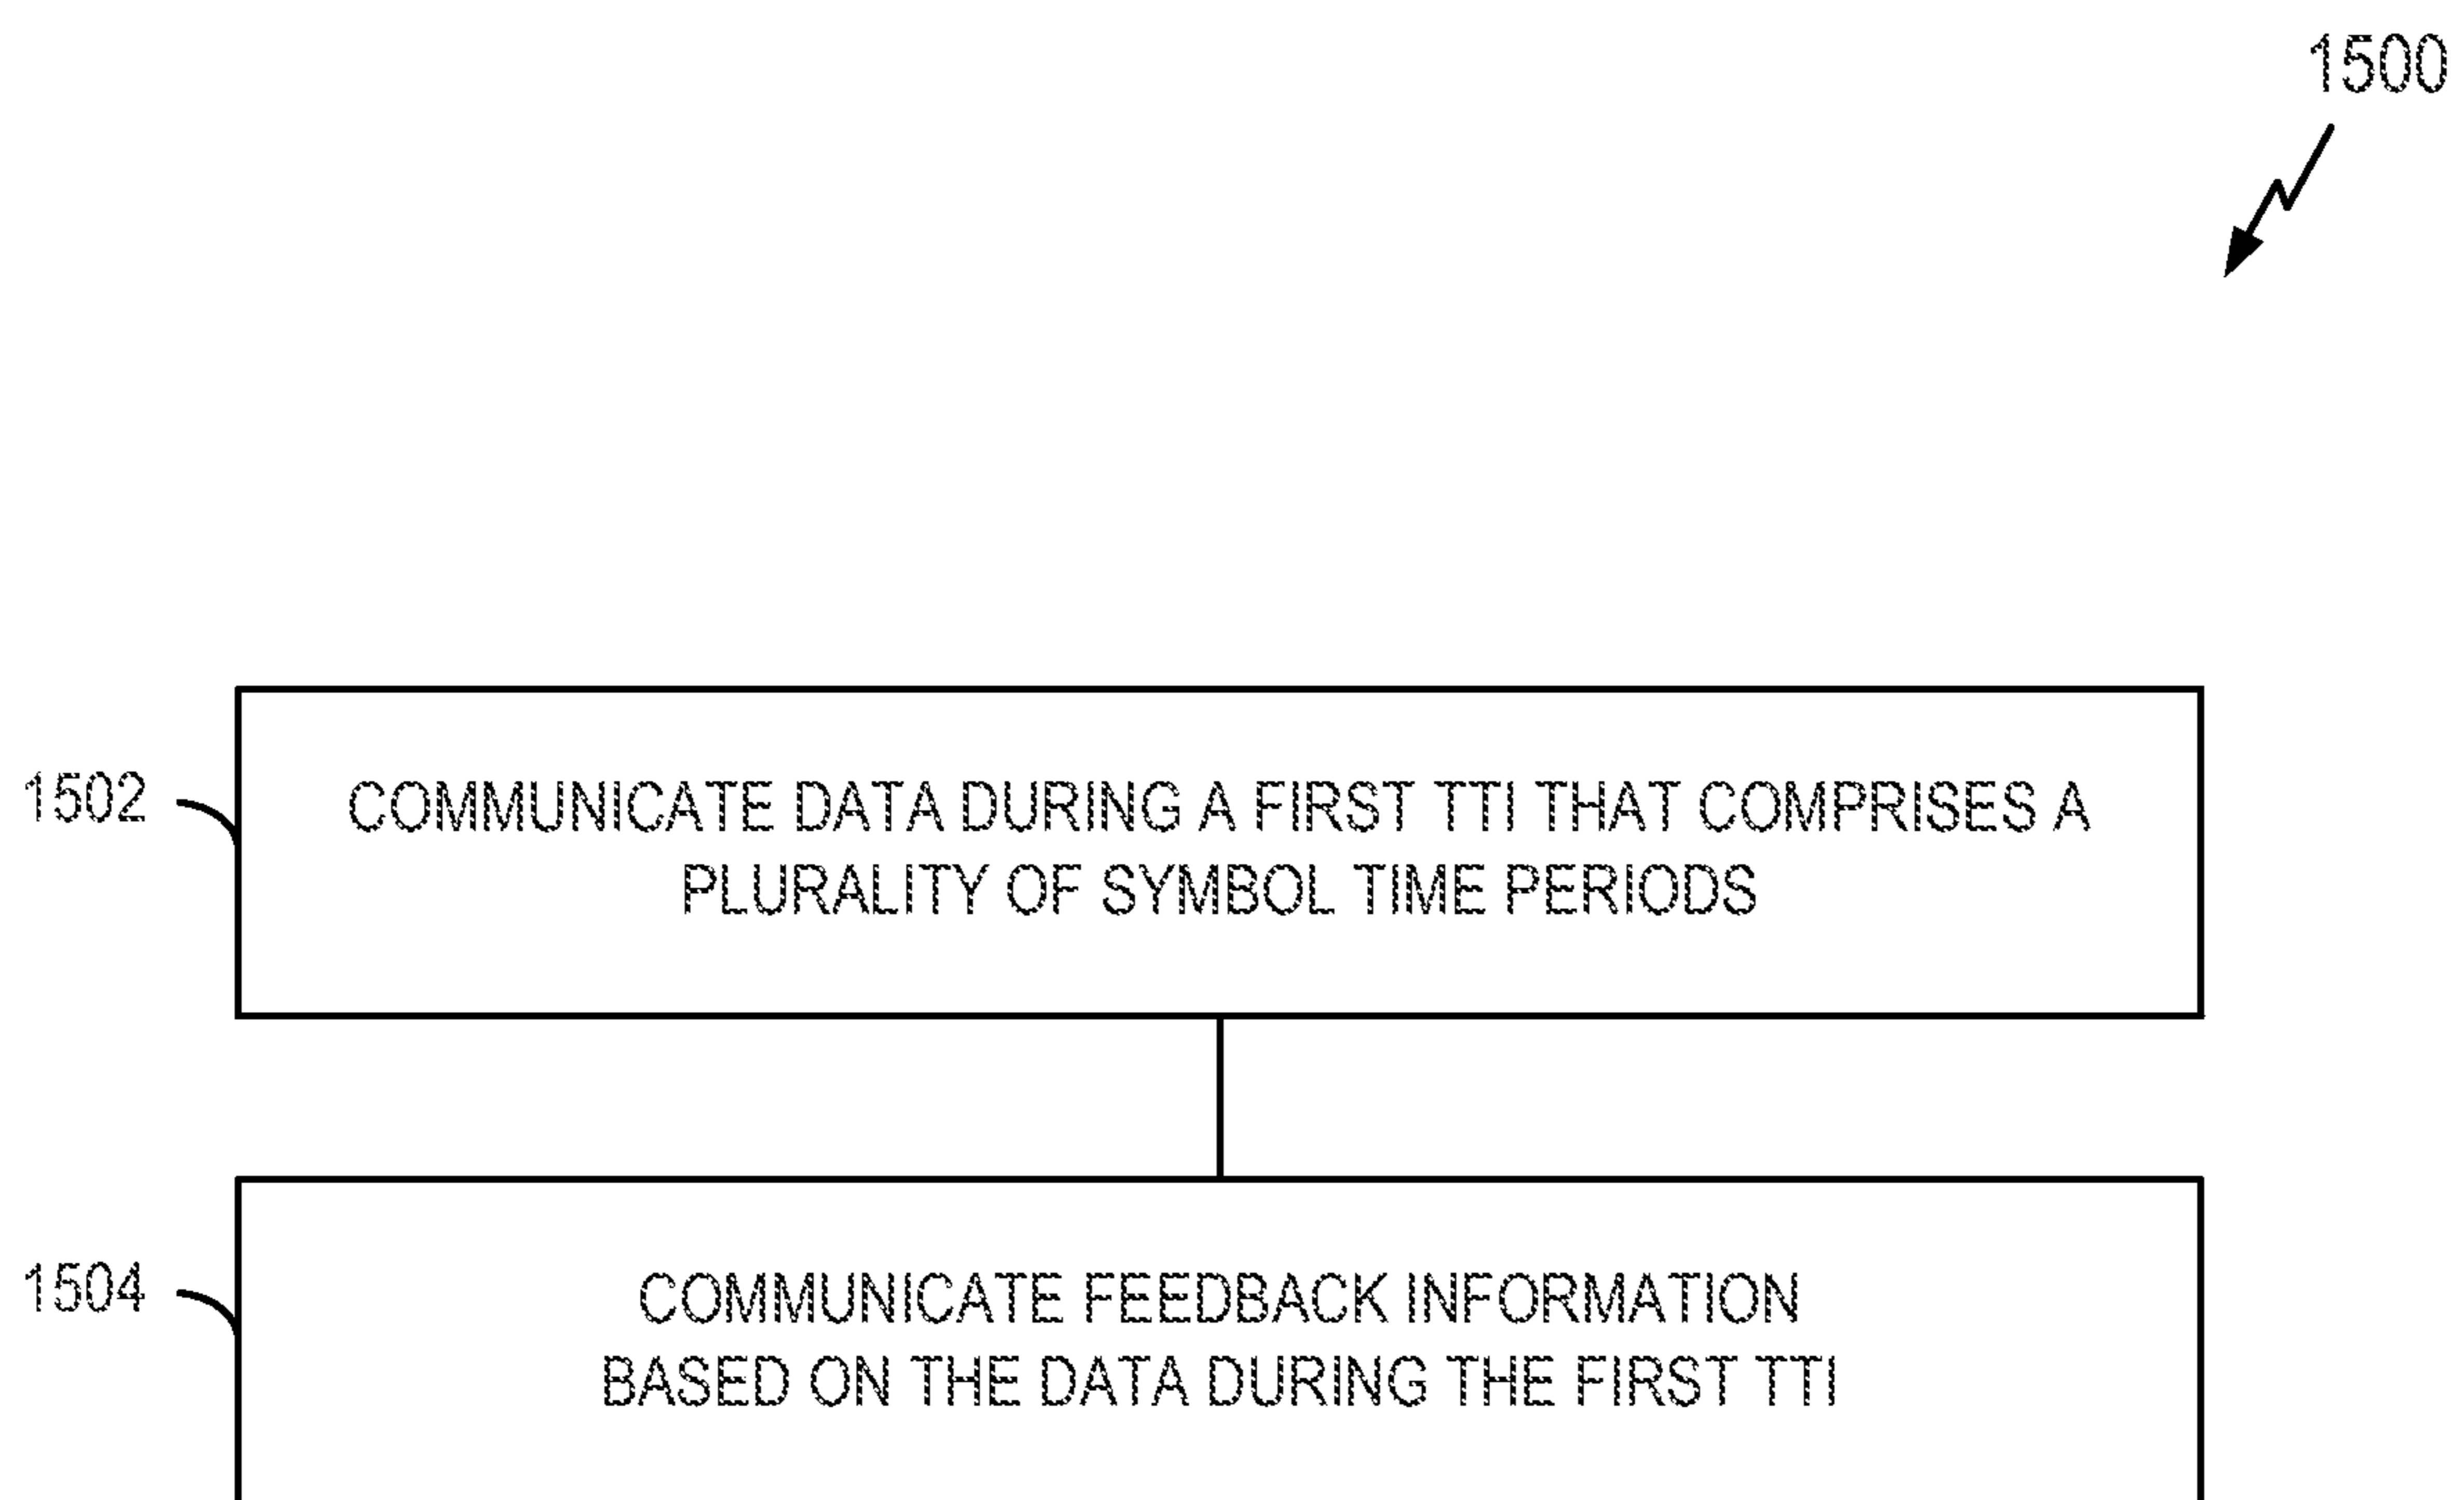 1500
1502
COMMUNICATE DATA DURING A FIRST TTI THAT COMPRISES A
PLURALITY OF SYMBOL TIME PERIODS
1504
COMMUNICATE FEEDBACK INFORMATION
BASED ON THE DATA DURING THE FIRST TTI